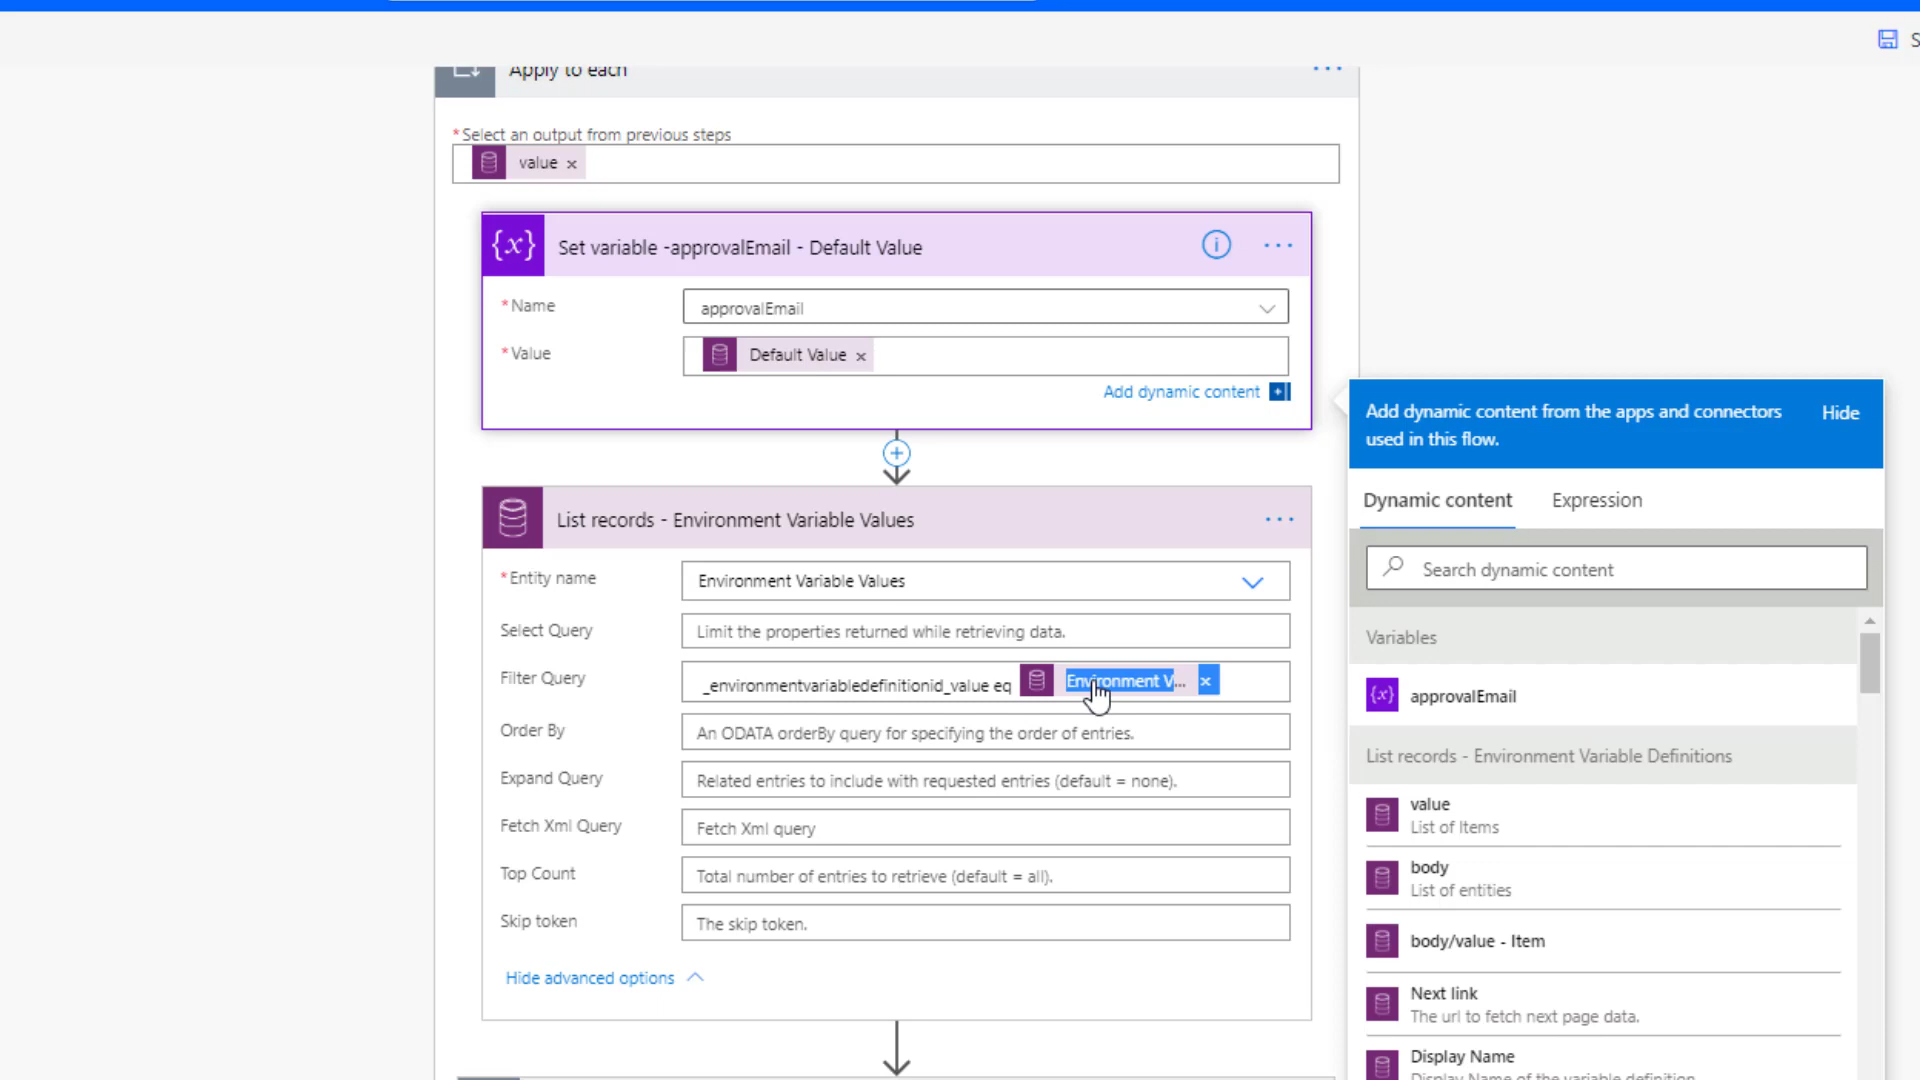 S
Apply to each
...
*Select an output from previous steps
value ×
{x} Set variable -approvalEmail - Default Value
...
*Name
approvalEmail
*Value
Default Value ×
Add dynamic content
List records - Environment Variable Values
...
*Entity name
Environment Variable Values
Select Query
Limit the properties returned while retrieving data.
Filter Query
_environmentvariabledefinitionid_value eq Environment V... ×
Order By
An ODATA orderBy query for specifying the order of entries.
Expand Query
Related entries to include with requested entries (default = none).
Fetch Xml Query
Fetch Xml query
Top Count
Total number of entries to retrieve (default = all).
Skip token
The skip token.
Hide advanced options
Add dynamic content from the apps and connectors
used in this flow.
Hide
Dynamic content
Expression
Search dynamic content
Variables
{x} approvalEmail
List records - Environment Variable Definitions
value
List of Items
body
List of entities
body/value - Item
Next link
The url to fetch next page data.
Display Name
Display Name of the variable definition